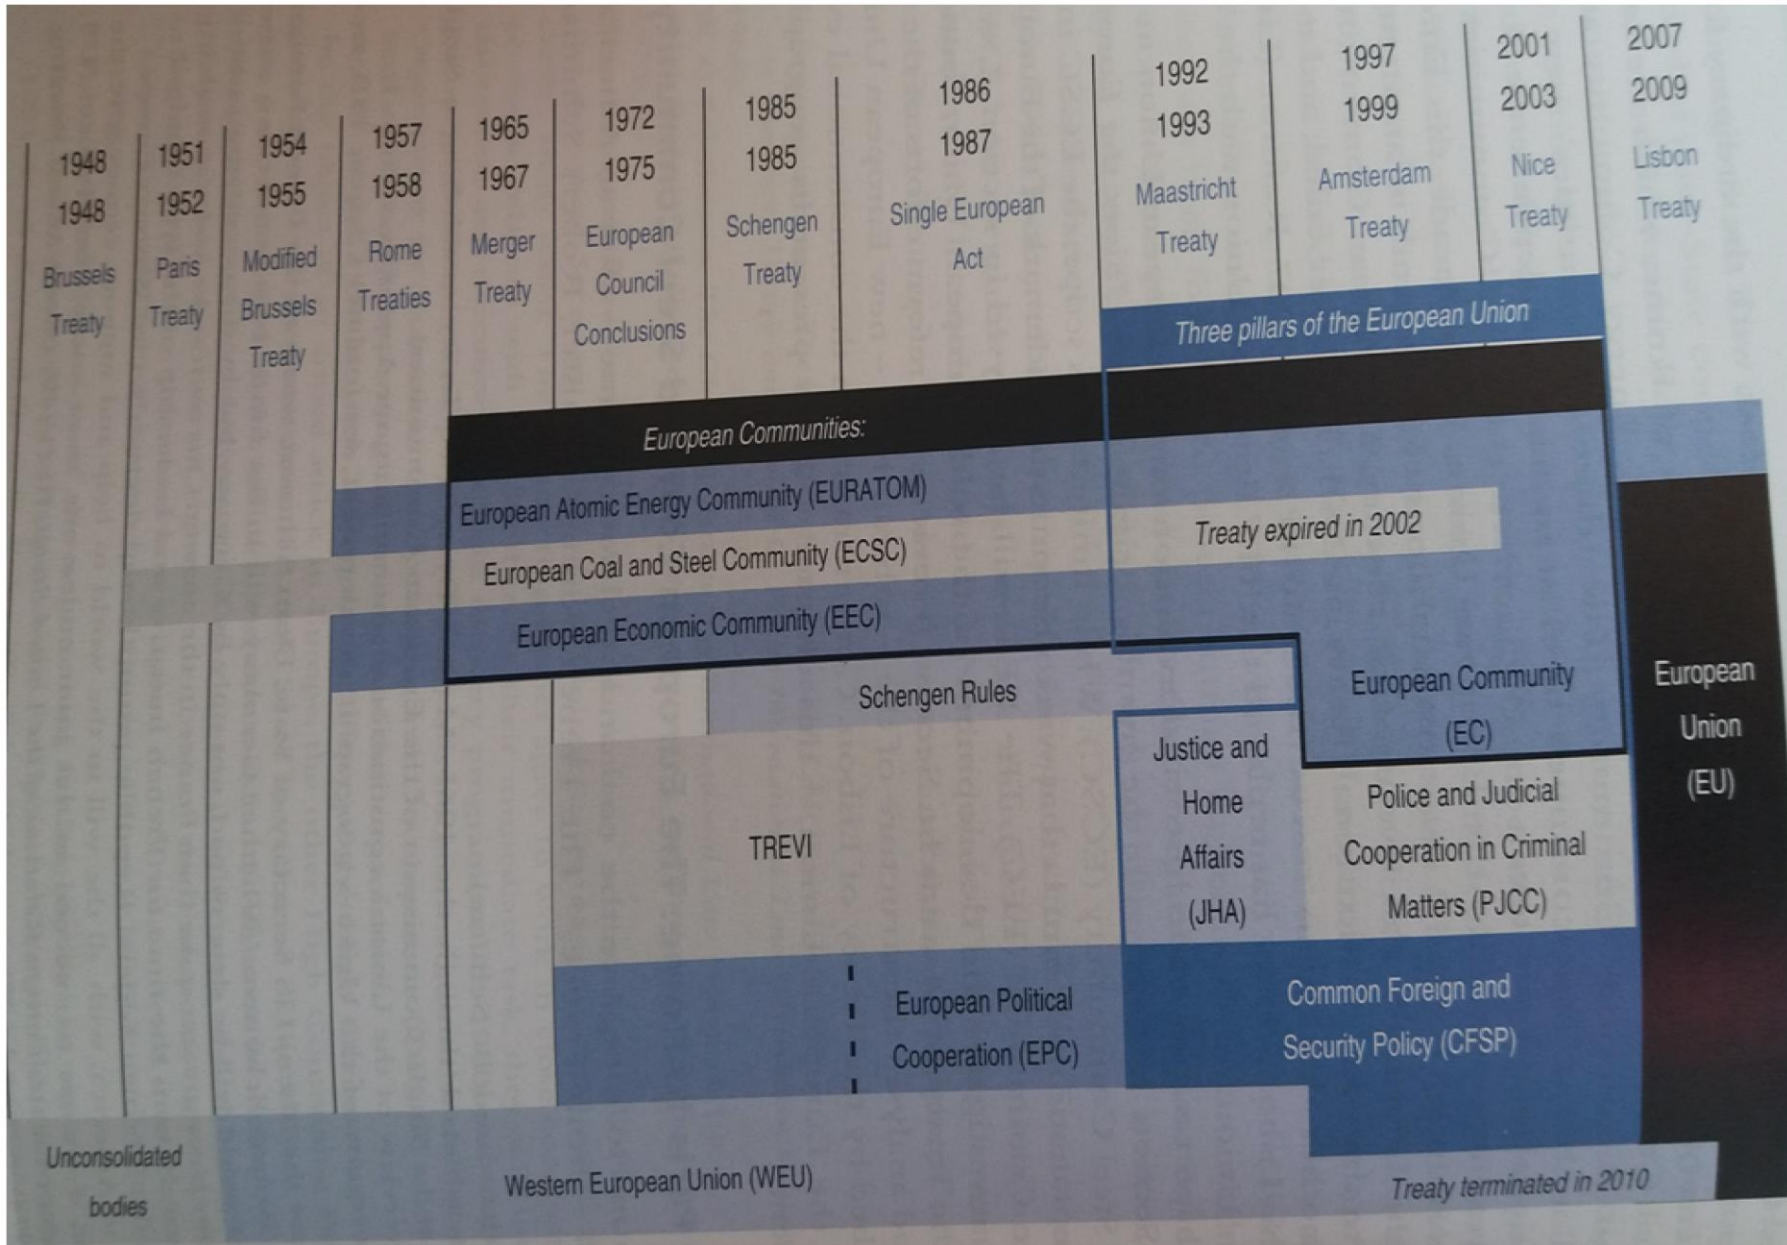 1948
1948
Brussels
Treaty
1951
1952
Paris
Treaty
1954
1955
Modified
Brussels
Treaty
1957
1958
Rome
Treaties
1965
1967
Merger
Treaty
1972
1975
European
Council
Conclusions
1985
1985
Schengen
Treaty
1986
1987
Single European
Act
1992
1993
Maastricht
Treaty
1997
1999
Amsterdam
Treaty
2001
2003
Nice
Treaty
2007
2009
Lisbon
Treaty
Three pillars of the European Union
European Communities:
European Atomic Energy Community (EURATOM)
European Coal and Steel Community (ECSC)
Treaty expired in 2002
European Economic Community (EEC)
Schengen Rules
European Community
(EC)
European
Union
(EU)
TREVI
Justice and
Home
Affairs
(JHA)
Police and Judicial
Cooperation in Criminal
Matters (PJCC)
European Political
Cooperation (EPC)
Common Foreign and
Security Policy (CFSP)
Unconsolidated
bodies
Western European Union (WEU)
Treaty terminated in 2010